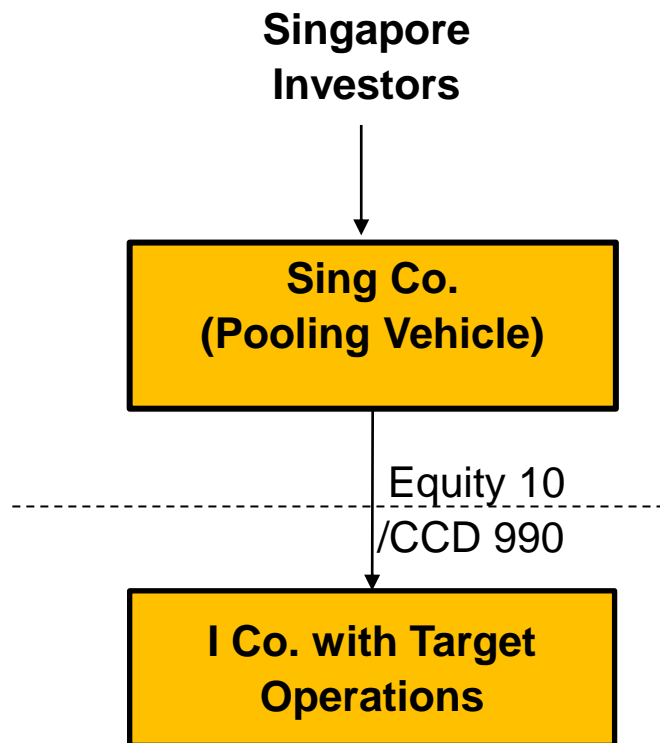 Singapore
Investors
Sing Co.
(Pooling Vehicle)
Equity 10
/CCD 990
I Co. with Target
Operations